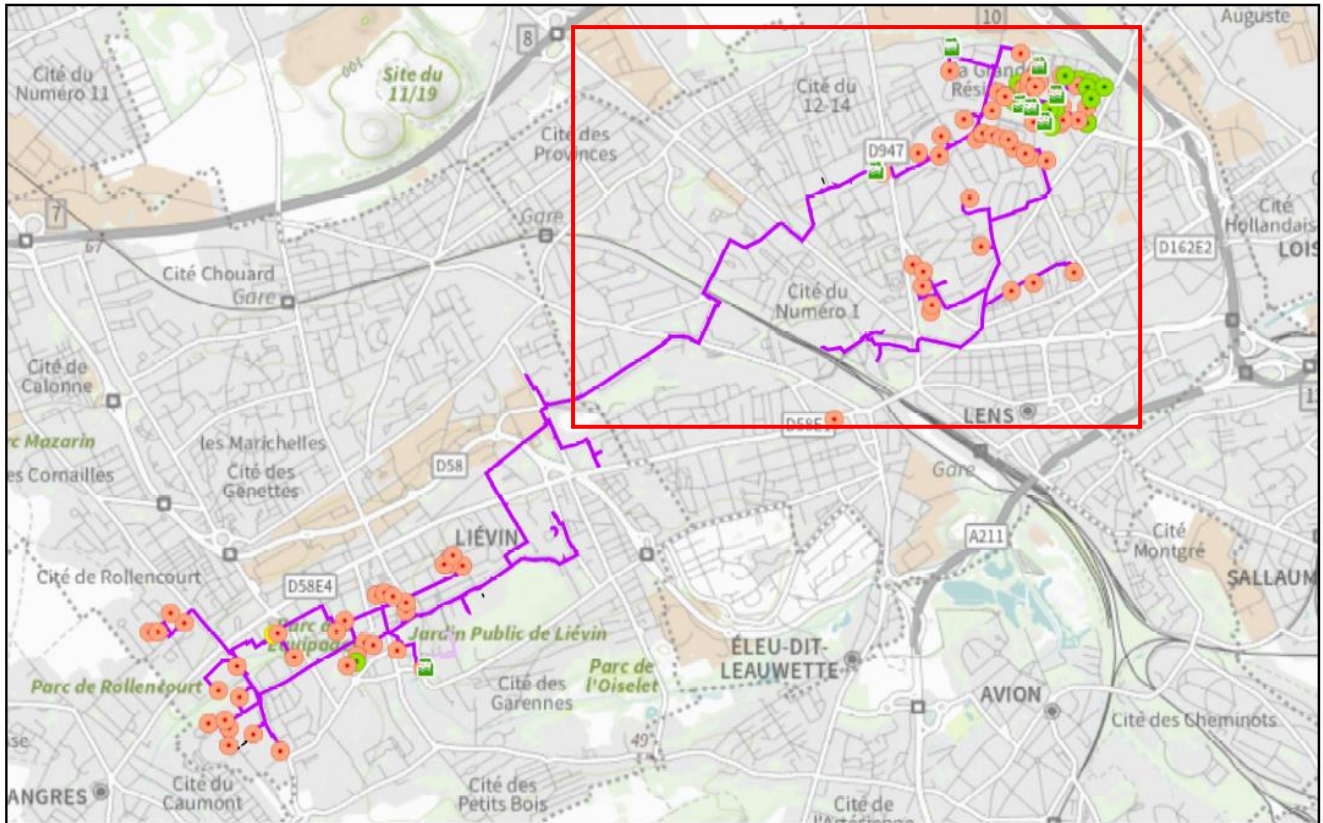 Auguste
10
8
Cité du
Numéro 11
100
Site du
11/19
Cité du
12-14
La Grande
Rési
Cité des
Provinces
D947
7
67
Gare
Cité
Hollandais
D162E2
LOIS
Cité Chouard
Gare
Cité du
Numéro I
Cité de
Calonne
D58E
LENS
rc Mazarin
es Cornailles
les Marichelles
Cité des
Genettes
D58
Gare
A211
Cité
Montgré
LIÉVIN
Cité de Rollencourt
D58E4
SALLAUM
Jardin Public de Liévin
ÉLEU-DIT-
LEAUWETTE
Parc de Rollencourt
Parc de
l'Oiselet
Cité des
Garennes
AVION
Cité des Cheminots
49
ANGRES
Cité du
Caumont
Cité des
Petits Bois
Cité de
l'Artésienne